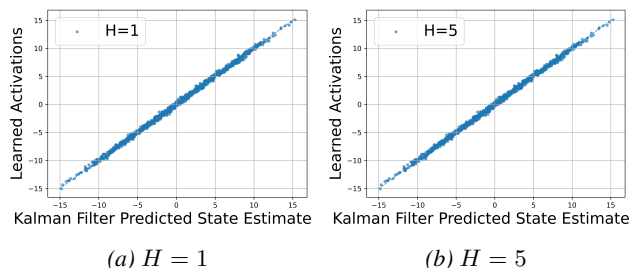 H=1
Learned Activations
15
10
5
0
−5
−10
−15
−15 −10 −5 0 5 10 15
Kalman Filter Predicted State Estimate
(a) H = 1
H=5
Learned Activations
15
10
5
0
−5
−10
−15
−15 −10 −5 0 5 10 15
Kalman Filter Predicted State Estimate
(b) H = 5